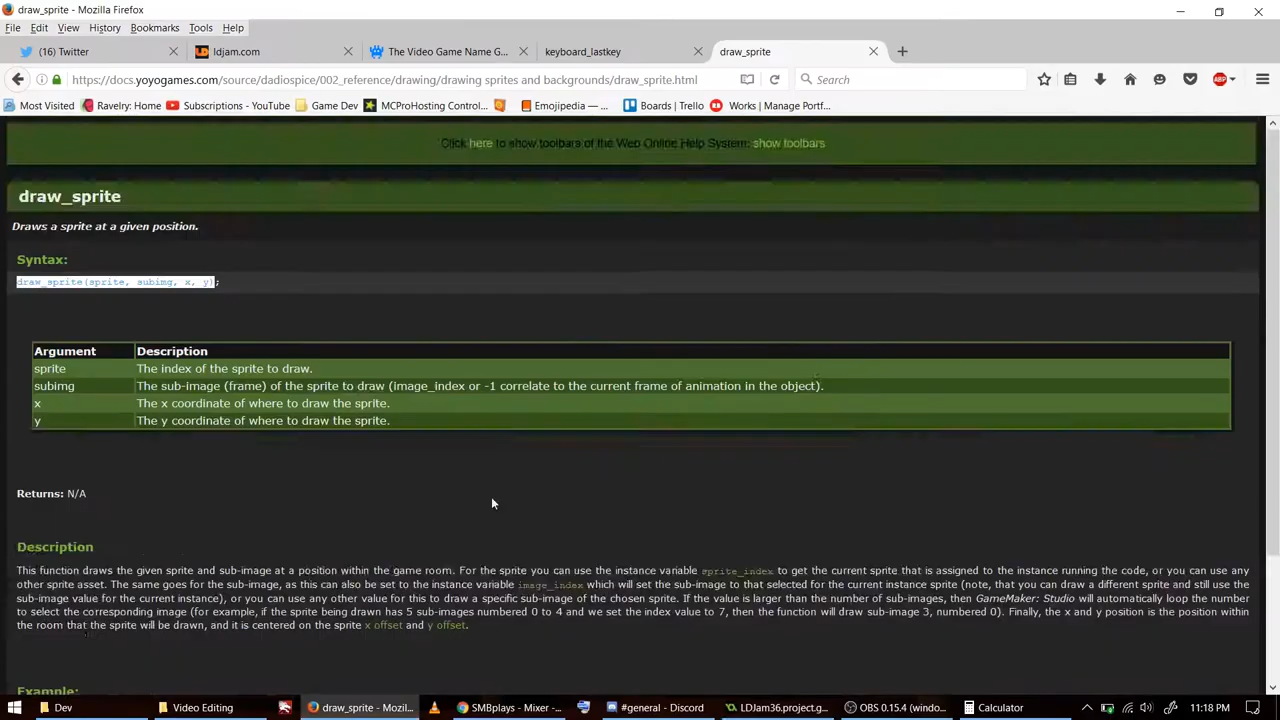 draw_sprite - Mozilla Firefox
File Edit View History Bookmarks Tools Help
(16) Twitter
ldjam.com
The Video Game Name G...
keyboard_lastkey
draw_sprite
https://docs.yoyogames.com/source/dadiospice/002_reference/drawing/drawing sprites and backgrounds/draw_sprite.html
Search
Most Visited Ravelry: Home Subscriptions - YouTube Game Dev MCProHosting Control... Emojipedia — ... Boards | Trello Works | Manage Portf...
Click here to show toolbars of the Web Online Help System: show toolbars
draw_sprite
Draws a sprite at a given position.
Syntax:
draw_sprite(sprite, subimg, x, y);
Argument Description
sprite The index of the sprite to draw.
subimg The sub-image (frame) of the sprite to draw (image_index or -1 correlate to the current frame of animation in the object).
x The x coordinate of where to draw the sprite.
y The y coordinate of where to draw the sprite.
Returns: N/A
Description
This function draws the given sprite and sub-image at a position within the game room. For the sprite you can use the instance variable sprite_index to get the current sprite that is assigned to the instance running the code, or you can use any
other sprite asset. The same goes for the sub-image, as this can also be set to the instance variable image_index which will set the sub-image to that selected for the current instance sprite (note, that you can draw a different sprite and still use the
sub-image value for the current instance), or you can use any other value for this to draw a specific sub-image of the chosen sprite. If the value is larger than the number of sub-images, then GameMaker: Studio will automatically loop the number
to select the corresponding image (for example, if the sprite being drawn has 5 sub-images numbered 0 to 4 and we set the index value to 7, then the function will draw sub-image 3, numbered 0). Finally, the x and y position is the position within
the room that the sprite will be drawn, and it is centered on the sprite x offset and y offset.
Example:
Dev
Video Editing
draw_sprite - Mozil...
SMBplays - Mixer -...
#general - Discord
LDJam36.project.g...
OBS 0.15.4 (windo...
Calculator
11:18 PM